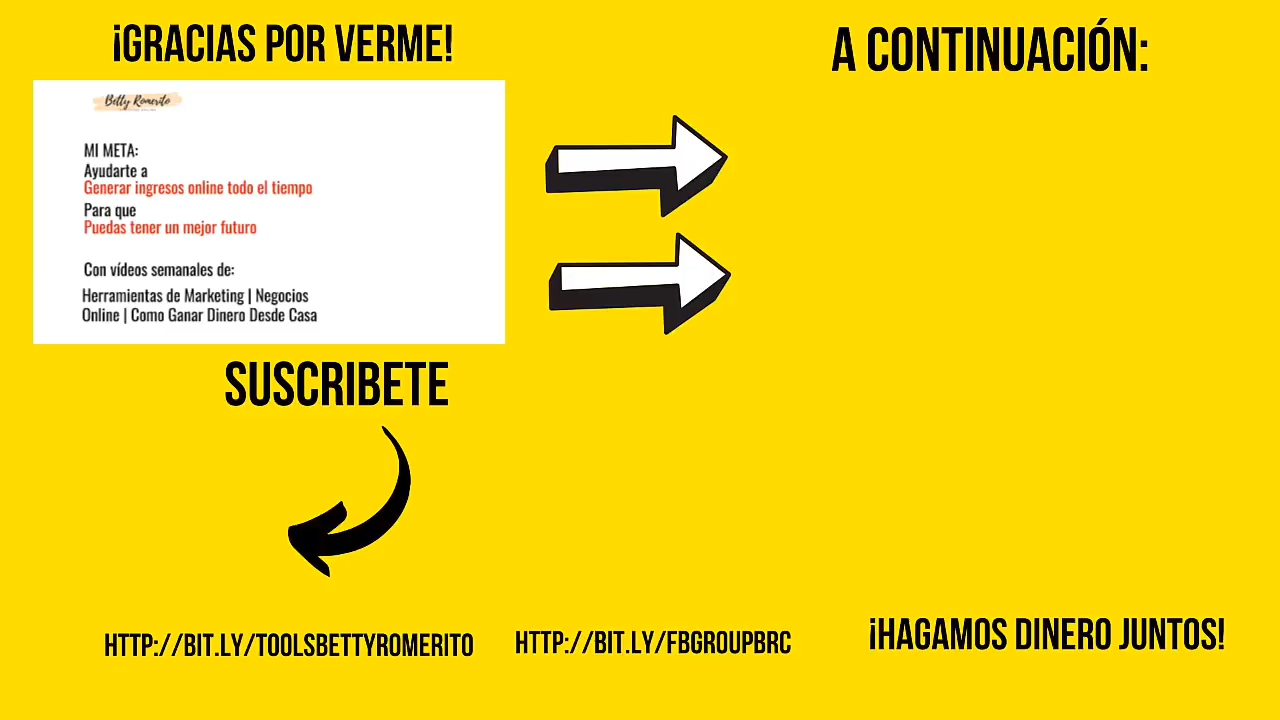 ¡GRACIAS POR VERME!
Betty Romerito
MI META:
Ayudarte a
Generar ingresos online todo el tiempo
Para que
Puedas tener un mejor futuro
Con vídeos semanales de:
Herramientas de Marketing | Negocios
Online | Como Ganar Dinero Desde Casa
SUSCRIBETE
A CONTINUACIÓN:
HTTP://BIT.LY/TOOLSBETTYROMERITO
HTTP://BIT.LY/FBGROUPBRC
¡HAGAMOS DINERO JUNTOS!